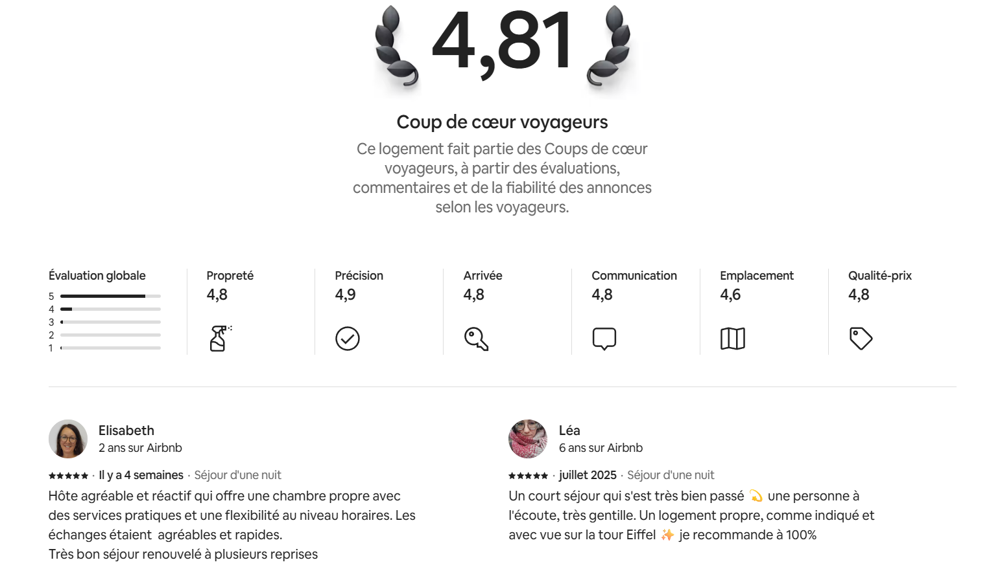 4,81
Coup de cœur voyageurs
Ce logement fait partie des Coups de cœur
voyageurs, à partir des évaluations,
commentaires et de la fiabilité des annonces
selon les voyageurs.
Évaluation globale
5
4
3
2
1
Propreté
4,8
Précision
4,9
Arrivée
4,8
Communication
4,8
Emplacement
4,6
Qualité-prix
4,8
Elisabeth
2 ans sur Airbnb
★★★★★ · Il y a 4 semaines · Séjour d'une nuit
Hôte agréable et réactif qui offre une chambre propre avec
des services pratiques et une flexibilité au niveau horaires. Les
échanges étaient  agréables et rapides.
Très bon séjour renouvelé à plusieurs reprises
Léa
6 ans sur Airbnb
★★★★★ · juillet 2025 · Séjour d'une nuit
Un court séjour qui s'est très bien passé 💫 une personne à
l'écoute, très gentille. Un logement propre, comme indiqué et
avec vue sur la tour Eiffel ✨ je recommande à 100%